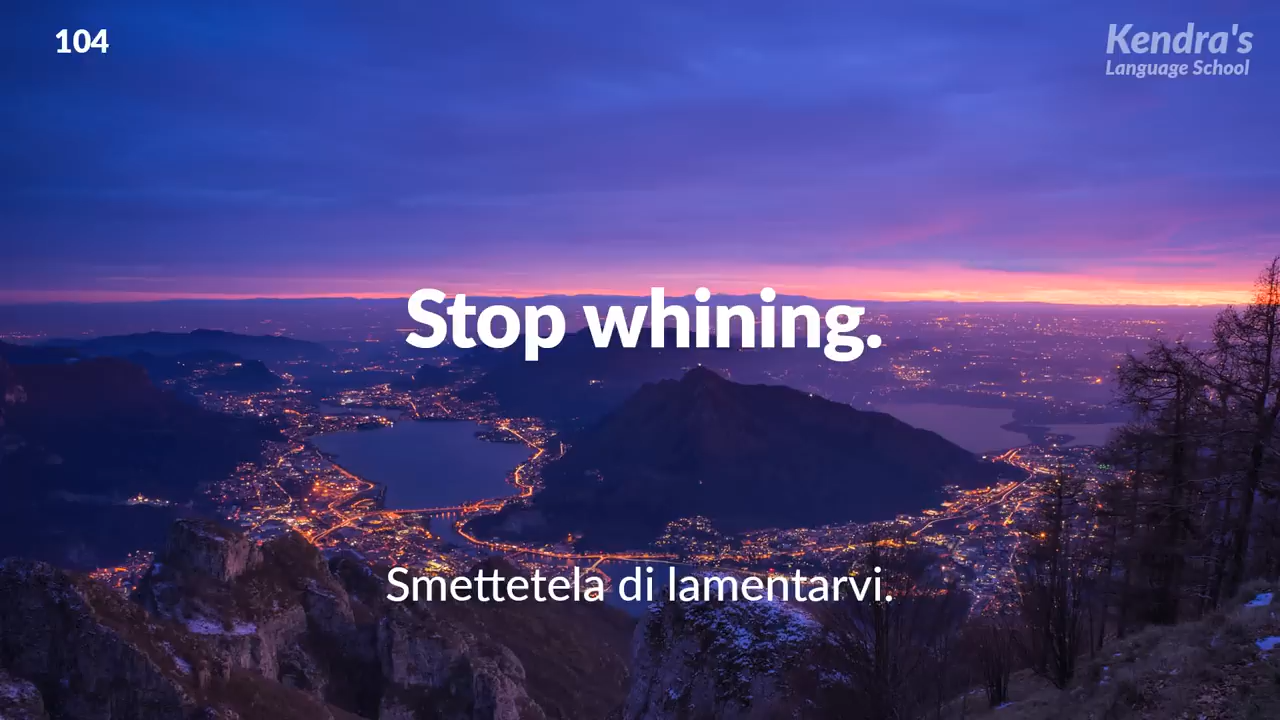 104
Kendra's
Language School
Stop whining.
Smettetela di lamentarvi.